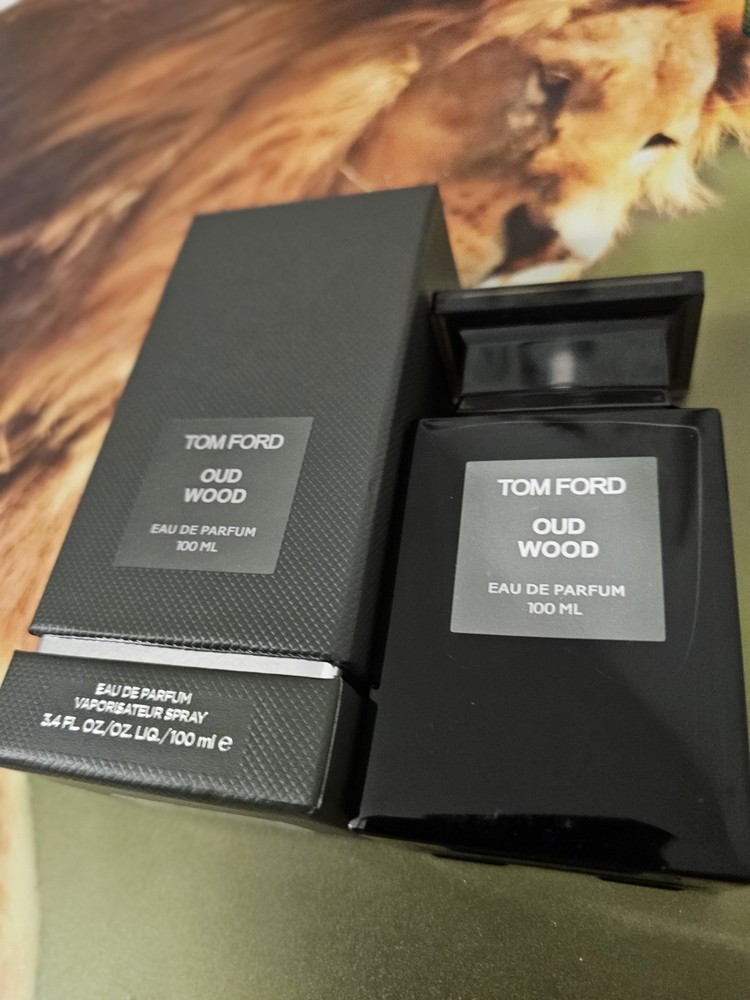 TOM FORD
OUD
WOOD
EAU DE PARFUM
100 ML
EAU DE PARFUM
VAPORISATEUR SPRAY
3.4 FL. OZ./OZ. LIQ./100 ml e
TOM FORD
OUD
WOOD
EAU DE PARFUM
100 ML